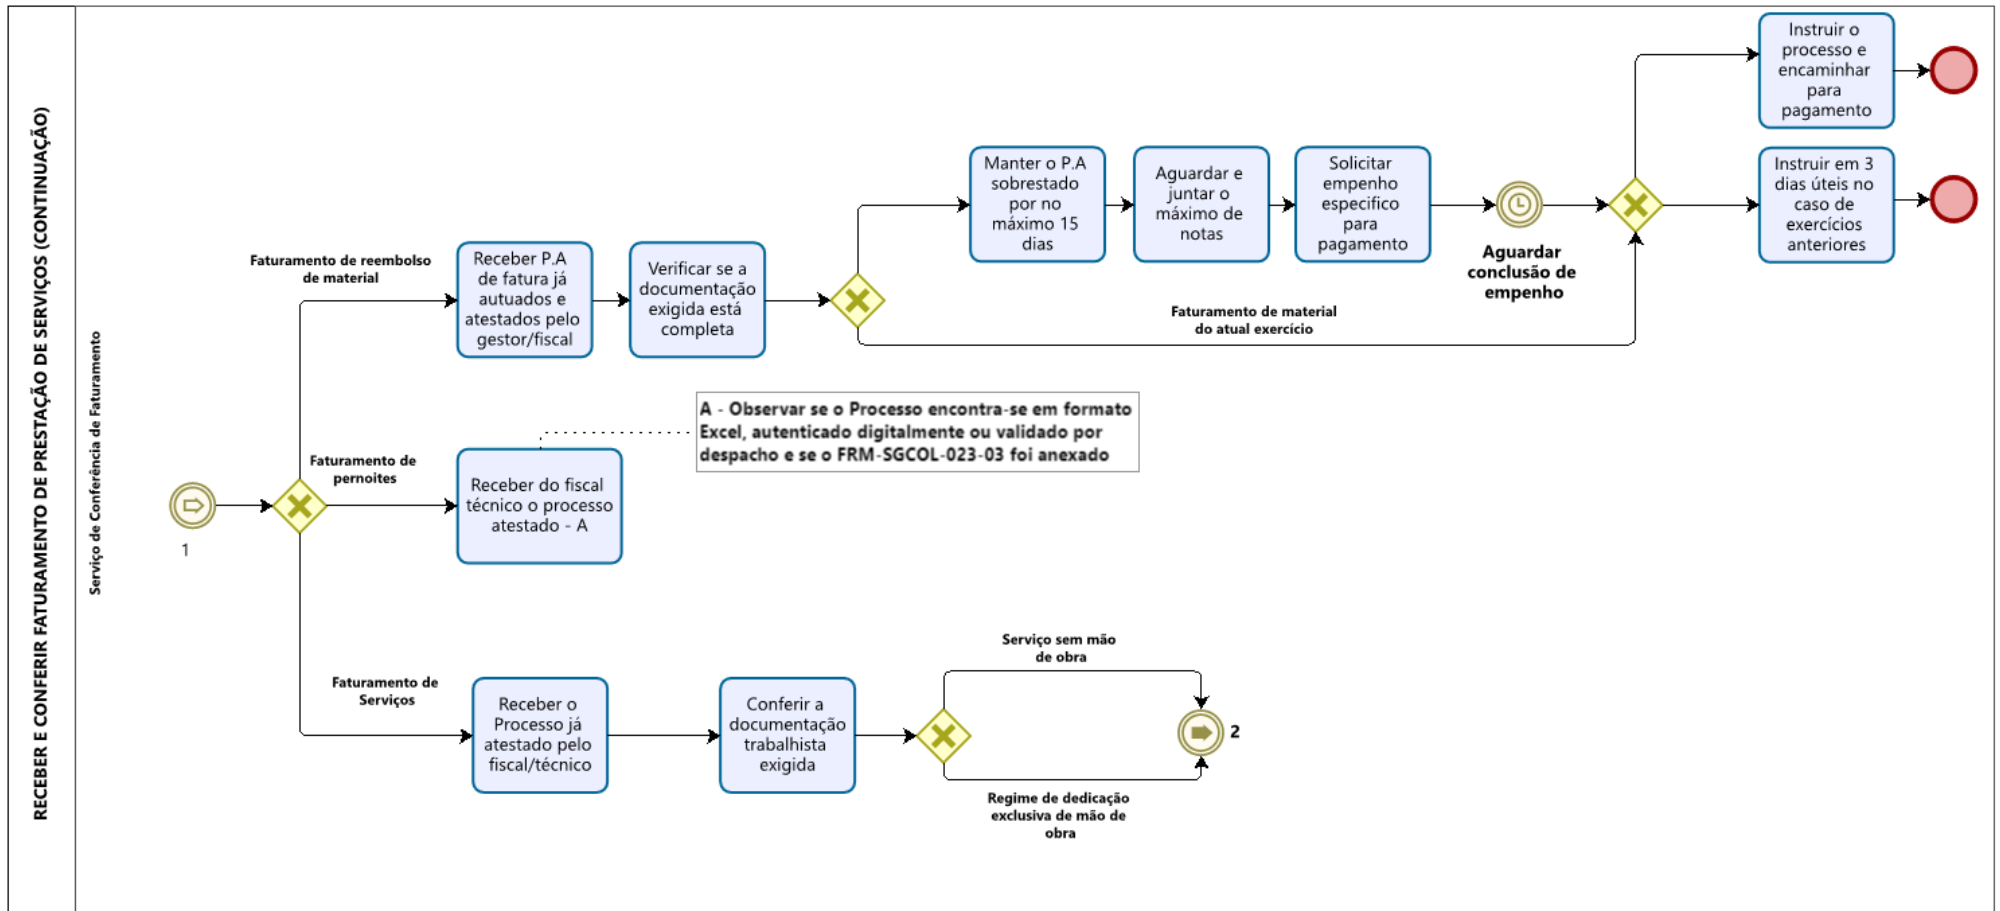 RECEBER E CONFERIR FATURAMENTO DE PRESTAÇÃO DE SERVIÇOS (CONTINUAÇÃO)
Serviço de Conferência de Faturamento
1
Faturamento de reembolso
de material
Receber P.A
de fatura já
autuados e
atestados pelo
gestor/fiscal
Verificar se a
documentação
exigida está
completa
Manter o P.A
sobrestado
por no
máximo 15
dias
Aguardar e
juntar o
máximo de
notas
Solicitar
empenho
especifico
para
pagamento
Aguardar
conclusão de
empenho
Faturamento de material
do atual exercício
Instruir o
processo e
encaminhar
para
pagamento
Instruir em 3
dias úteis no
caso de
exercícios
anteriores
Faturamento de
pernoites
Receber do fiscal
técnico o processo
atestado - A
A - Observar se o Processo encontra-se em formato
Excel, autenticado digitalmente ou validado por
despacho e se o FRM-SGCOL-023-03 foi anexado
Faturamento de
Serviços
Receber o
Processo já
atestado pelo
fiscal/técnico
Conferir a
documentação
trabalhista
exigida
Serviço sem mão
de obra
2
Regime de dedicação
exclusiva de mão de
obra